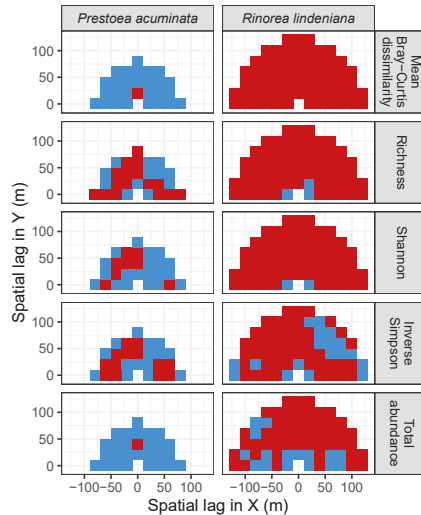 Prestoea acuminata
Rinorea lindeniana
Spatial lag in Y (m)
100
50
0
Mean
Bray−Curtis
dissimilarity
100
50
0
Richness
100
50
0
Shannon
100
50
0
Inverse
Simpson
100
50
0
Total
abundance
−100−50 0 50 100
−100−50 0 50 100
Spatial lag in X (m)